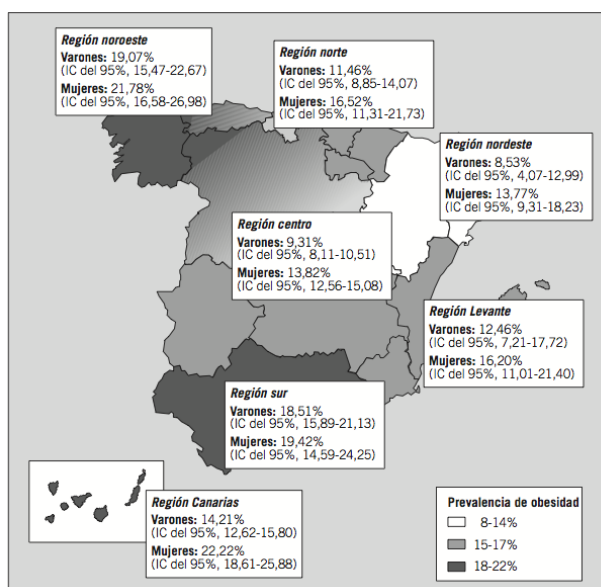 Región noroeste
Varones: 19,07%
(IC del 95%, 15,47-22,67)
Mujeres: 21,78%
(IC del 95%, 16,58-26,98)
Región norte
Varones: 11,46%
(IC del 95%, 8,85-14,07)
Mujeres: 16,52%
(IC del 95%, 11,31-21,73)
Región nordeste
Varones: 8,53%
(IC del 95%, 4,07-12,99)
Mujeres: 13,77%
(IC del 95%, 9,31-18,23)
Región centro
Varones: 9,31%
(IC del 95%, 8,11-10,51)
Mujeres: 13,82%
(IC del 95%, 12,56-15,08)
Región Levante
Varones: 12,46%
(IC del 95%, 7,21-17,72)
Mujeres: 16,20%
(IC del 95%, 11,01-21,40)
Región sur
Varones: 18,51%
(IC del 95%, 15,89-21,13)
Mujeres: 19,42%
(IC del 95%, 14,59-24,25)
Región Canarias
Varones: 14,21%
(IC del 95%, 12,62-15,80)
Mujeres: 22,22%
(IC del 95%, 18,61-25,88)
Prevalencia de obesidad
8-14%
15-17%
18-22%